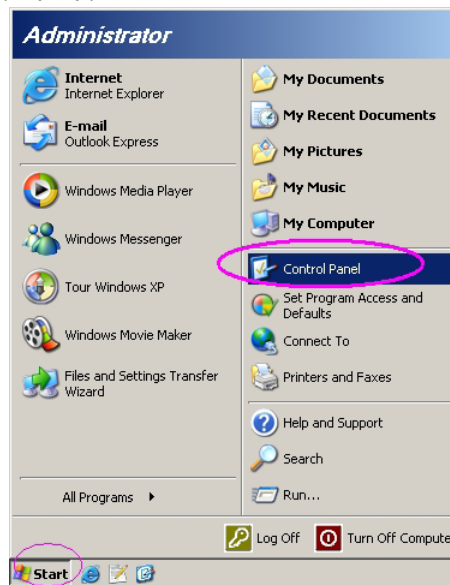 Administrator
Internet
Internet Explorer
E-mail
Outlook Express
Windows Media Player
Windows Messenger
Tour Windows XP
Windows Movie Maker
Files and Settings Transfer
Wizard
All Programs
My Documents
My Recent Documents
My Pictures
My Music
My Computer
Control Panel
Set Program Access and
Defaults
Connect To
Printers and Faxes
Help and Support
Search
Run...
Log Off
Turn Off Compute
Start